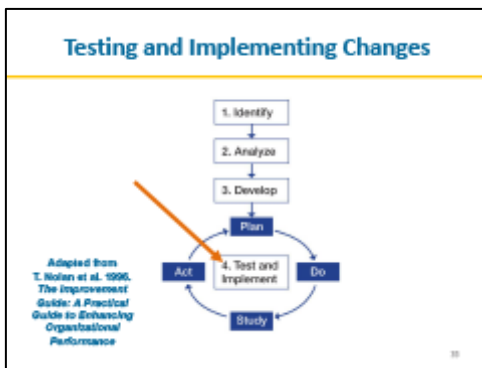 Testing and Implementing Changes
1. Identify
2. Analyze
3. Develop
Plan
Act
4. Test and
Implement
Do
Study
Adapted from
T. Nolan et al. 1996.
The Improvement
Guide: A Practical
Guide to Enhancing
Organizational
Performance